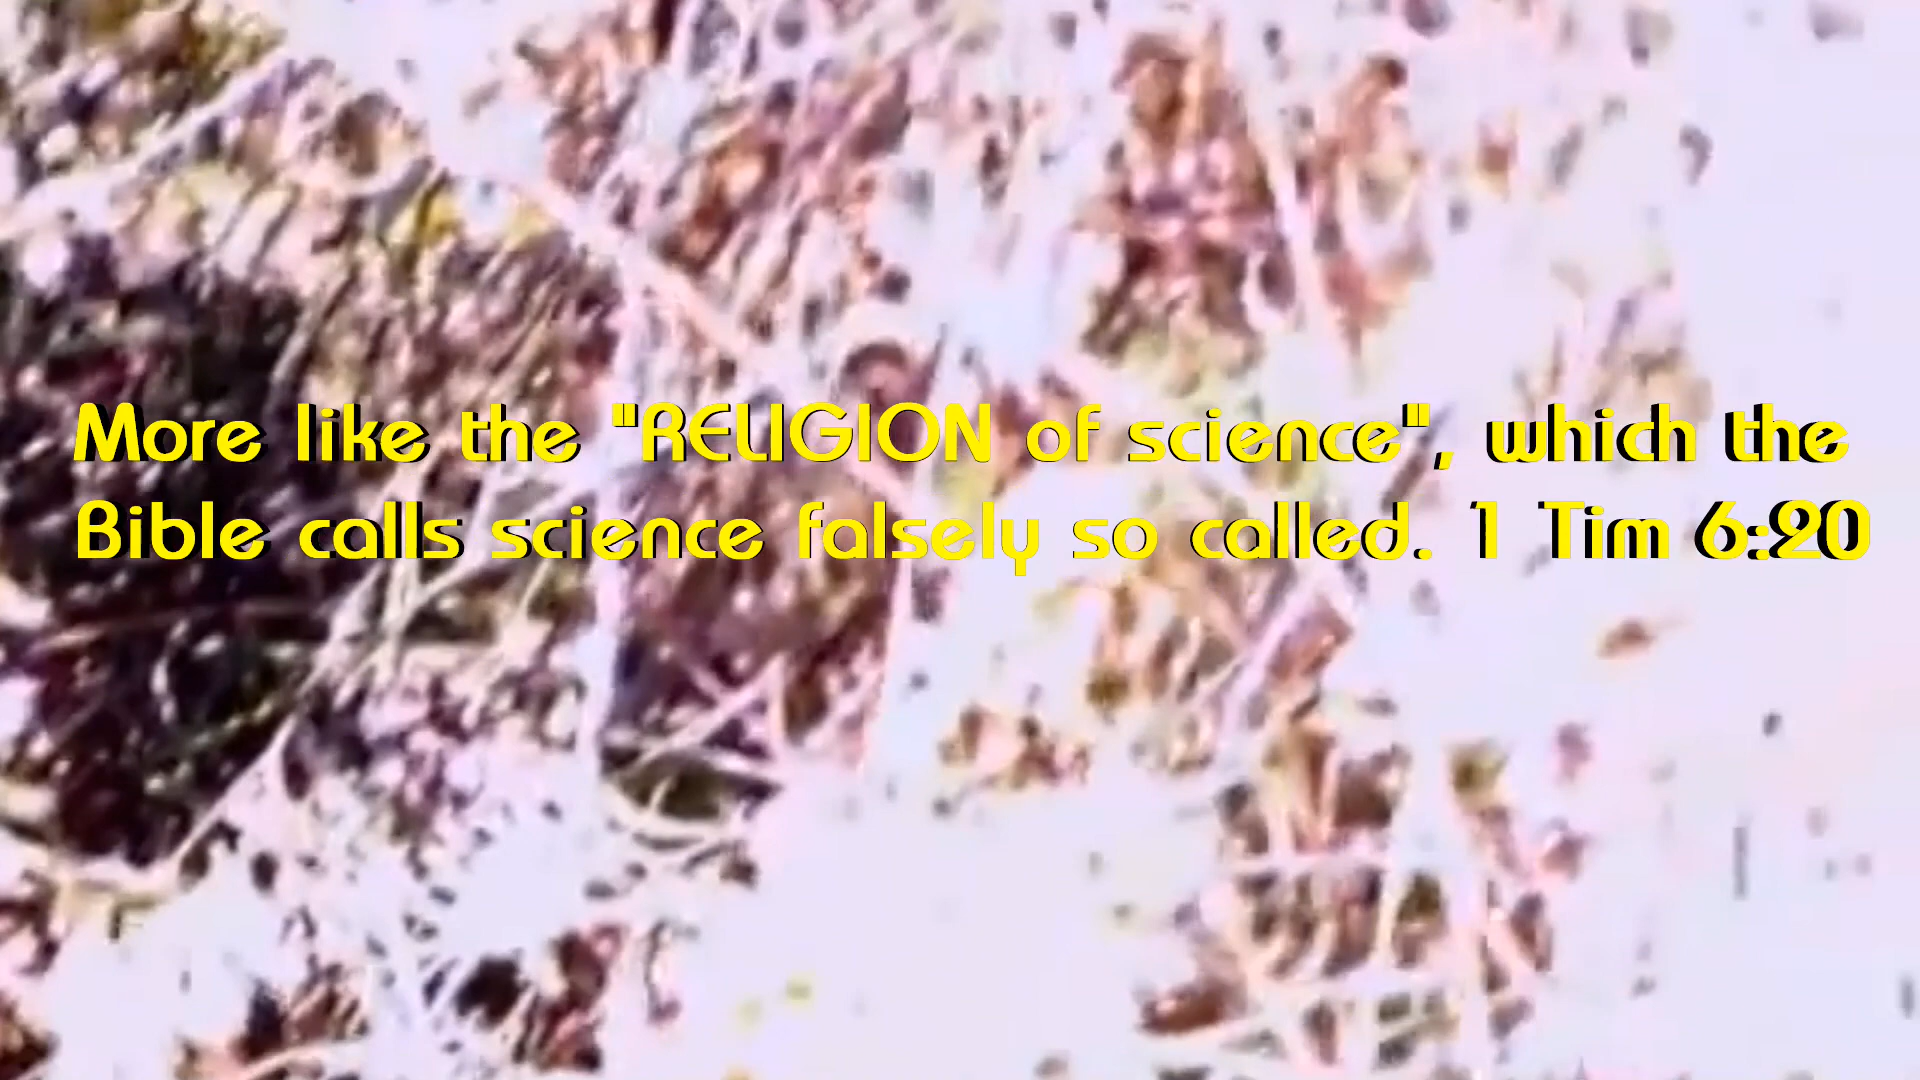 More like the "RELIGION of science", which the
Bible calls science falsely so called. 1 Tim 6:20